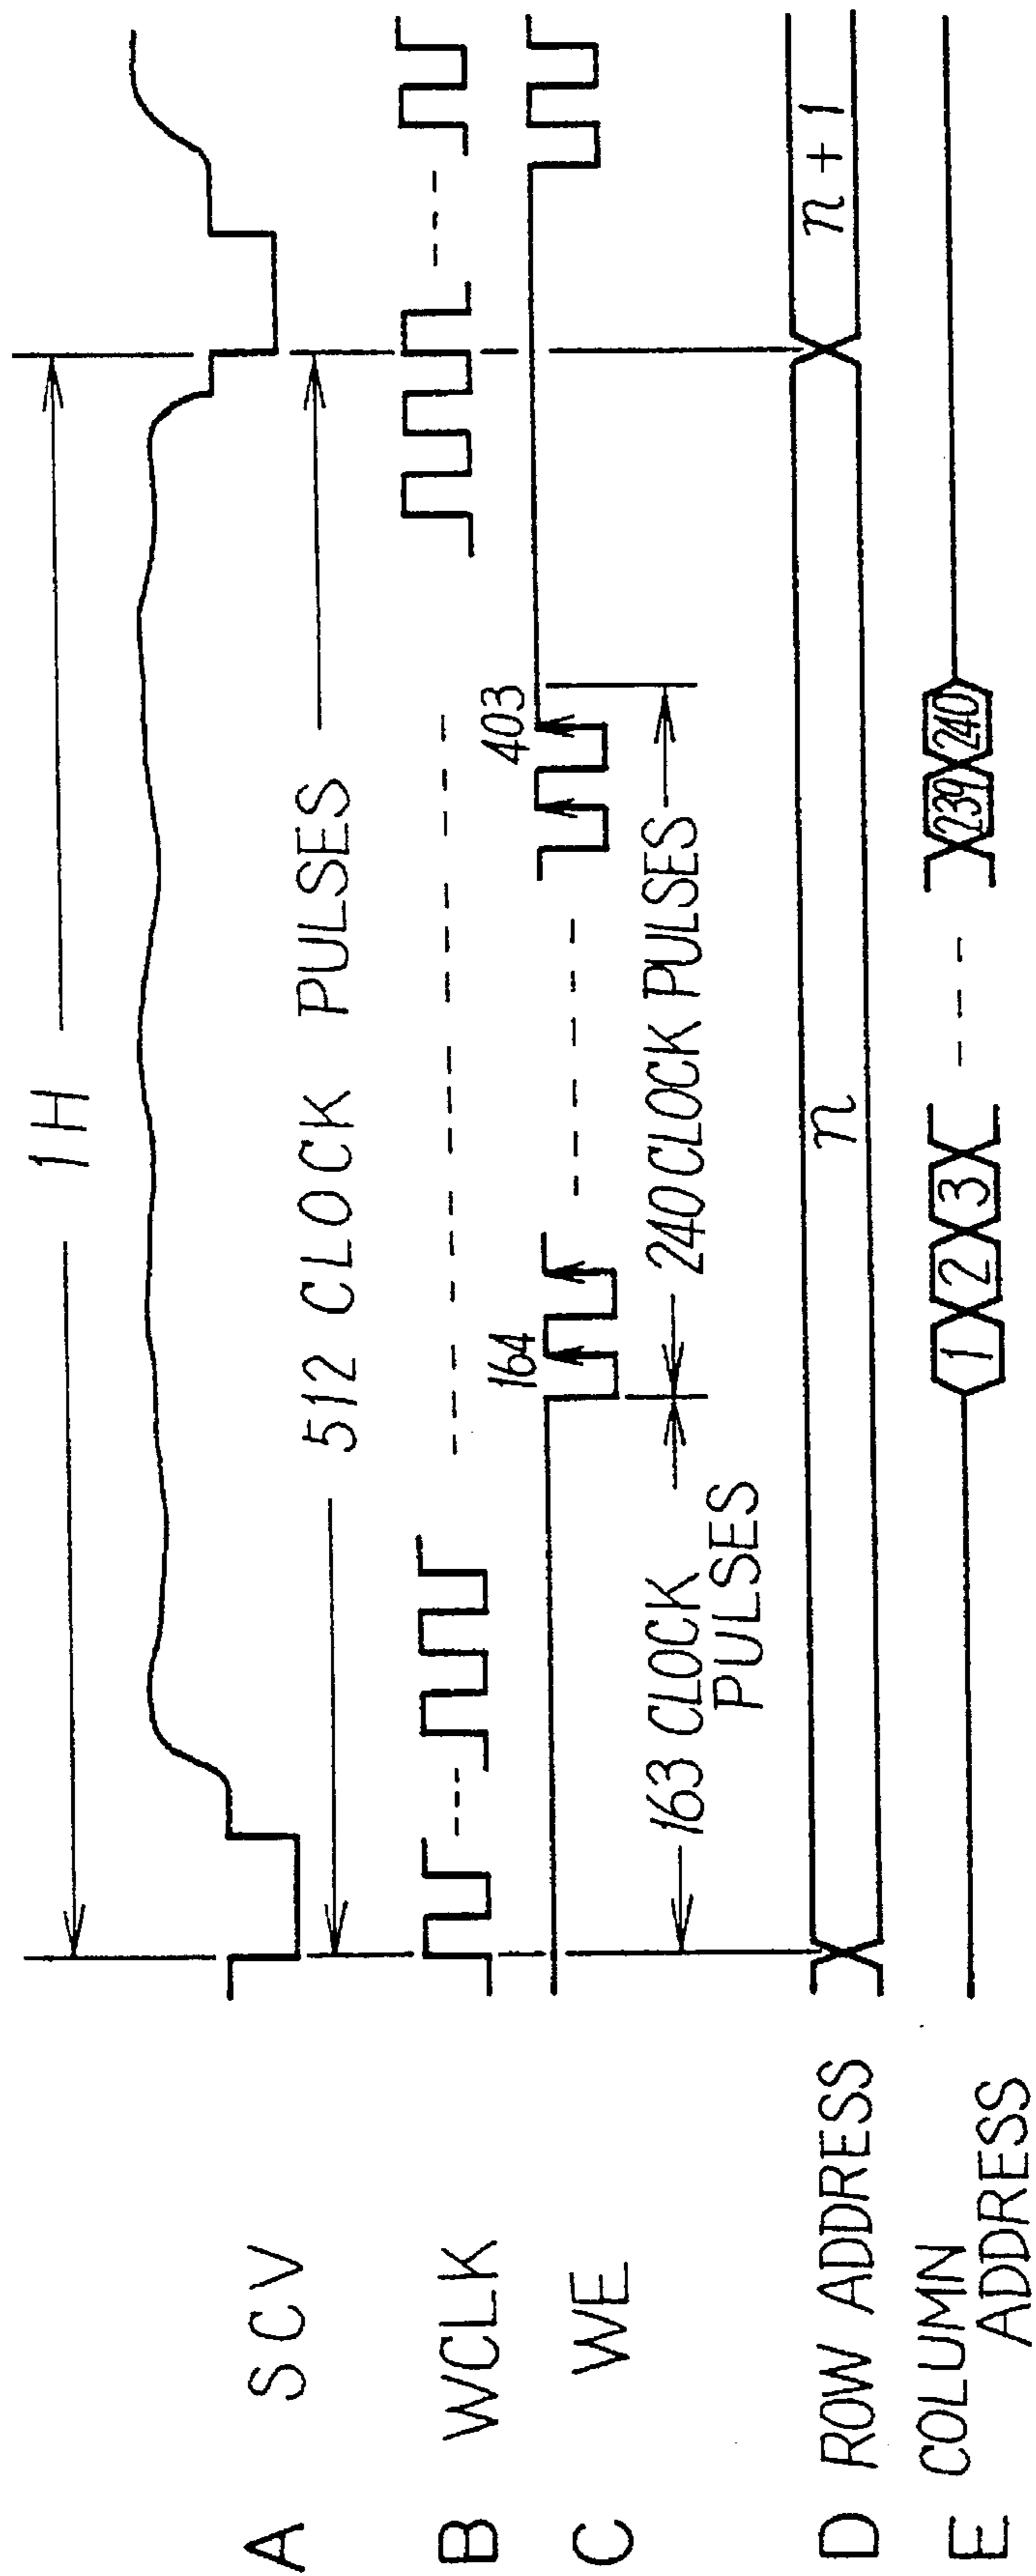 1H
A SCV
512 CLOCK PULSES
B WCLK
C WE
164
403
163 CLOCK
PULSES
240 CLOCK PULSES
D ROW ADDRESS
n
n + 1
E COLUMN
ADDRESS
1 2 3
239 240